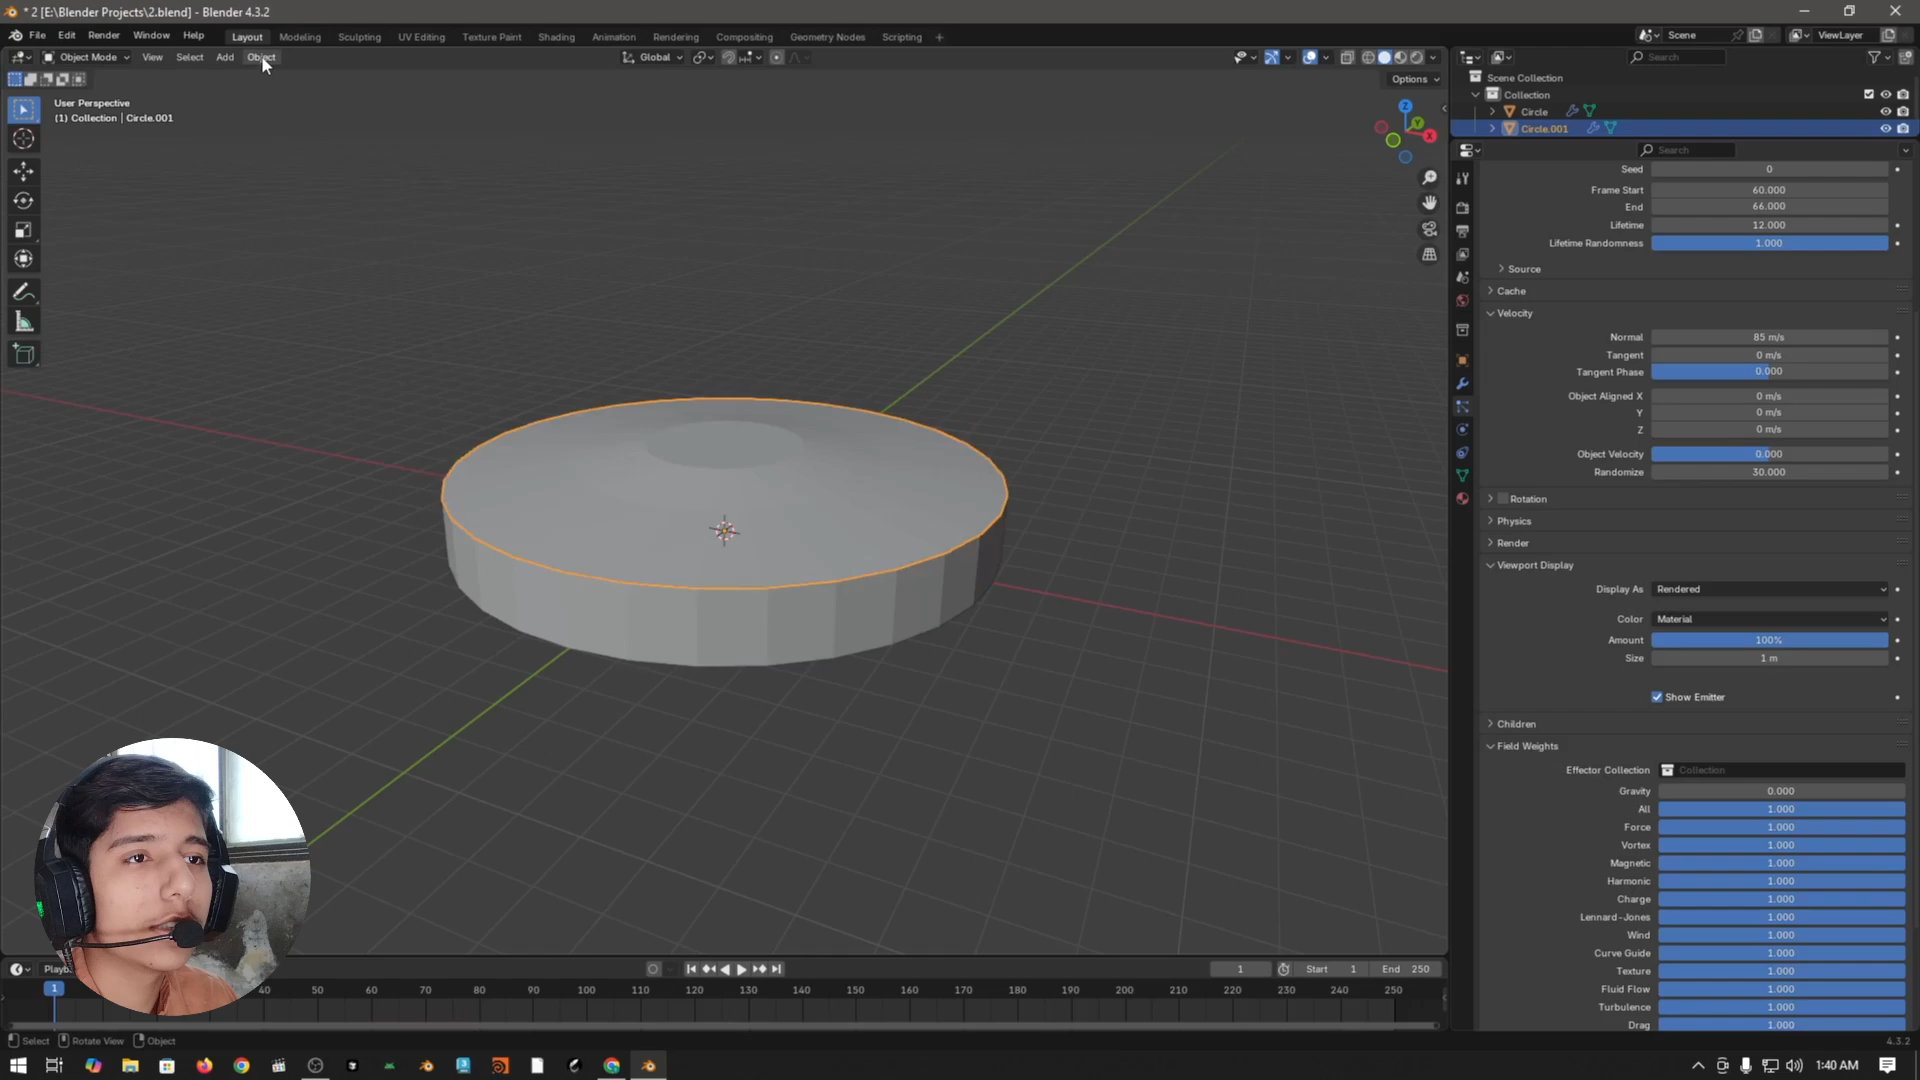 * 2 [E:\Blender Projects\2.blend] - Blender 4.3.2
File Edit Render Window Help Layout Modeling Sculpting UV Editing Texture Paint Shading Animation Rendering Compositing Geometry Nodes Scripting + Scene ViewLayer
Object Mode View Select Add Object Global Search
Options
Scene Collection
Collection
Circle
Circle.001
User Perspective
(1) Collection | Circle.001
Z
Y
X
Search
Seed 0
Frame Start 60.000
End 66.000
Lifetime 12.000
Lifetime Randomness 1.000
Source
Cache
Velocity
Normal 85 m/s
Tangent 0 m/s
Tangent Phase 0.000
Object Aligned X 0 m/s
Y 0 m/s
Z 0 m/s
Object Velocity 0.000
Randomize 30.000
Rotation
Physics
Render
Viewport Display
Display As Rendered
Color Material
Amount 100%
Size 1 m
Show Emitter
Children
Field Weights
Effector Collection Collection
Gravity 0.000
All 1.000
Force 1.000
Vortex 1.000
Magnetic 1.000
Harmonic 1.000
Charge 1.000
Lennard-Jones 1.000
Wind 1.000
Curve Guide 1.000
Texture 1.000
Fluid Flow 1.000
Turbulence 1.000
Drag 1.000
Playb 1 Start 1 End 250
1 40 50 60 70 80 90 100 110 120 130 140 150 160 170 180 190 200 210 220 230 240 250
Select Rotate View Object 4.3.2
1:40 AM